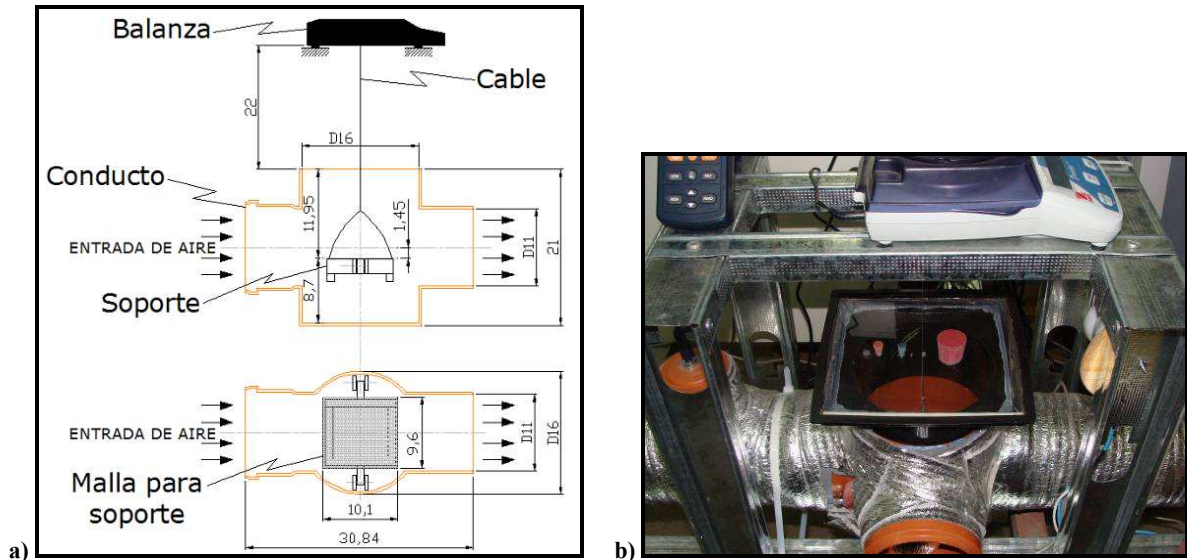 Balanza
Cable
22
D16
Conducto
11,95
1,45
ENTRADA DE AIRE
D11
21
Soporte
8,7
ENTRADA DE AIRE
9,6
D11
D16
Malla para
soporte
10,1
30,84
a)
b)